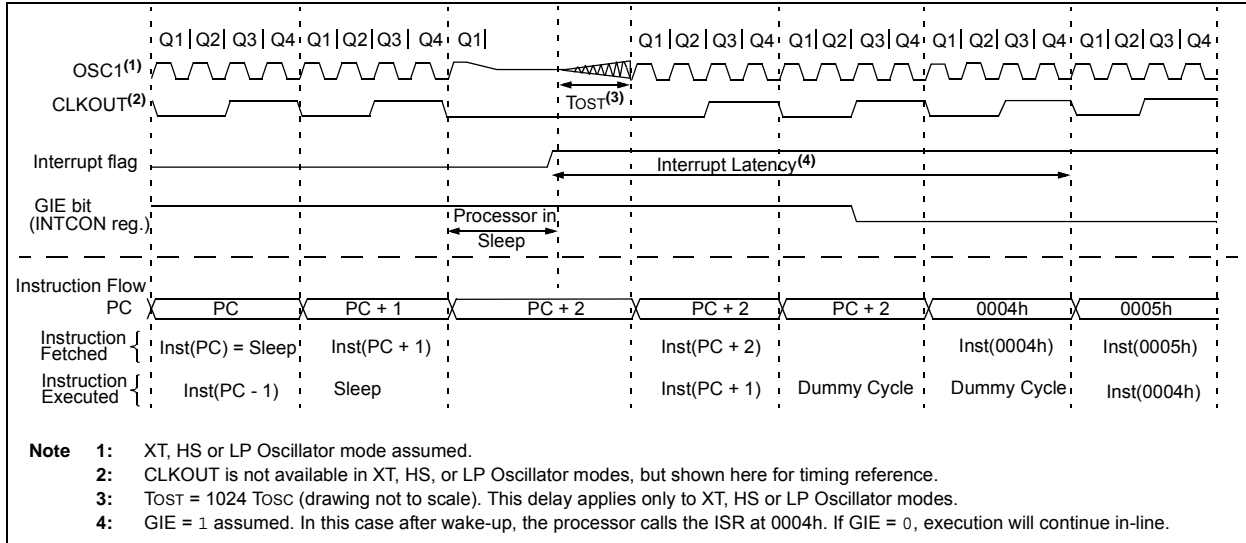 Q1| Q2| Q3| Q4 Q1| Q2| Q3| Q4 Q1| Q1| Q2| Q3| Q4 Q1| Q2| Q3| Q4 Q1| Q2| Q3| Q4 Q1| Q2| Q3| Q4
OSC1(1)
TOST(3)
CLKOUT(2)
Interrupt flag
Interrupt Latency(4)
GIE bit
(INTCON reg.)
Processor in
Sleep
Instruction Flow
PC PC PC + 1 PC + 2 PC + 2 PC + 2 0004h 0005h
Instruction
Fetched
Inst(PC) = Sleep Inst(PC + 1) Inst(PC + 2) Inst(0004h) Inst(0005h)
Instruction
Executed
Inst(PC - 1) Sleep Inst(PC + 1) Dummy Cycle Dummy Cycle Inst(0004h)
Note 1: XT, HS or LP Oscillator mode assumed.
2: CLKOUT is not available in XT, HS, or LP Oscillator modes, but shown here for timing reference.
3: TOST = 1024 TOSC (drawing not to scale). This delay applies only to XT, HS or LP Oscillator modes.
4: GIE = 1 assumed. In this case after wake-up, the processor calls the ISR at 0004h. If GIE = 0, execution will continue in-line.